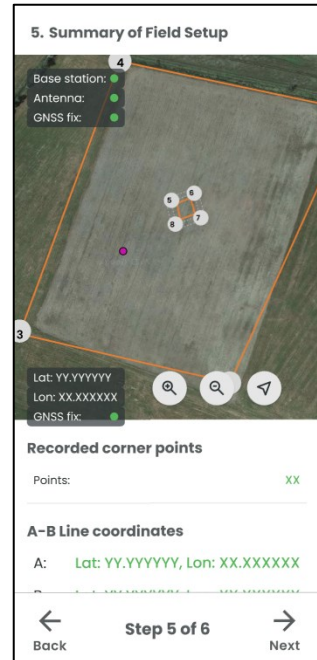 5. Summary of Field Setup
4
Base station:
Antenna:
GNSS fix:
5 6
8 7
3
Lat: YY.YYYYYY
Lon: XX.XXXXXX
GNSS fix:
Recorded corner points
Points: XX
A-B Line coordinates
A: Lat: YY.YYYYYY, Lon: XX.XXXXXX
Back
Step 5 of 6
Next